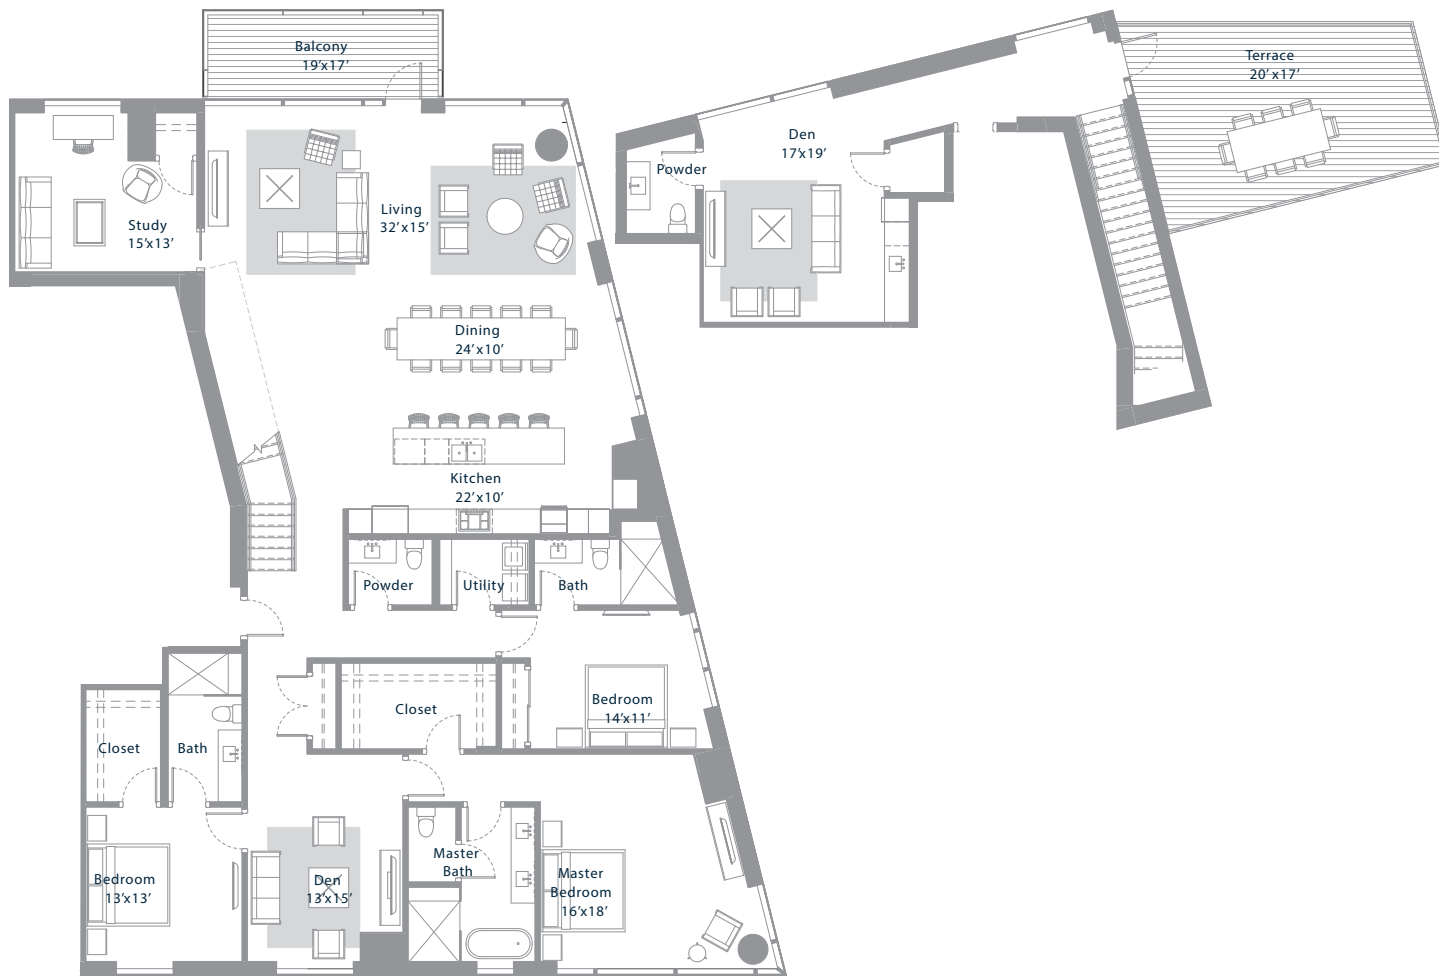 Balcony
19'x17'
Terrace
20'x17'
Den
17'x19'
Powder
Study
15'x13'
Living
32'x15'
Dining
24'x10'
Kitchen
22'x10'
Powder
Utility
Bath
Closet
Bedroom
14'x11'
Closet
Bath
Bedroom
13'x13'
Den
13'x15'
Master
Bath
Master
Bedroom
16'x18'